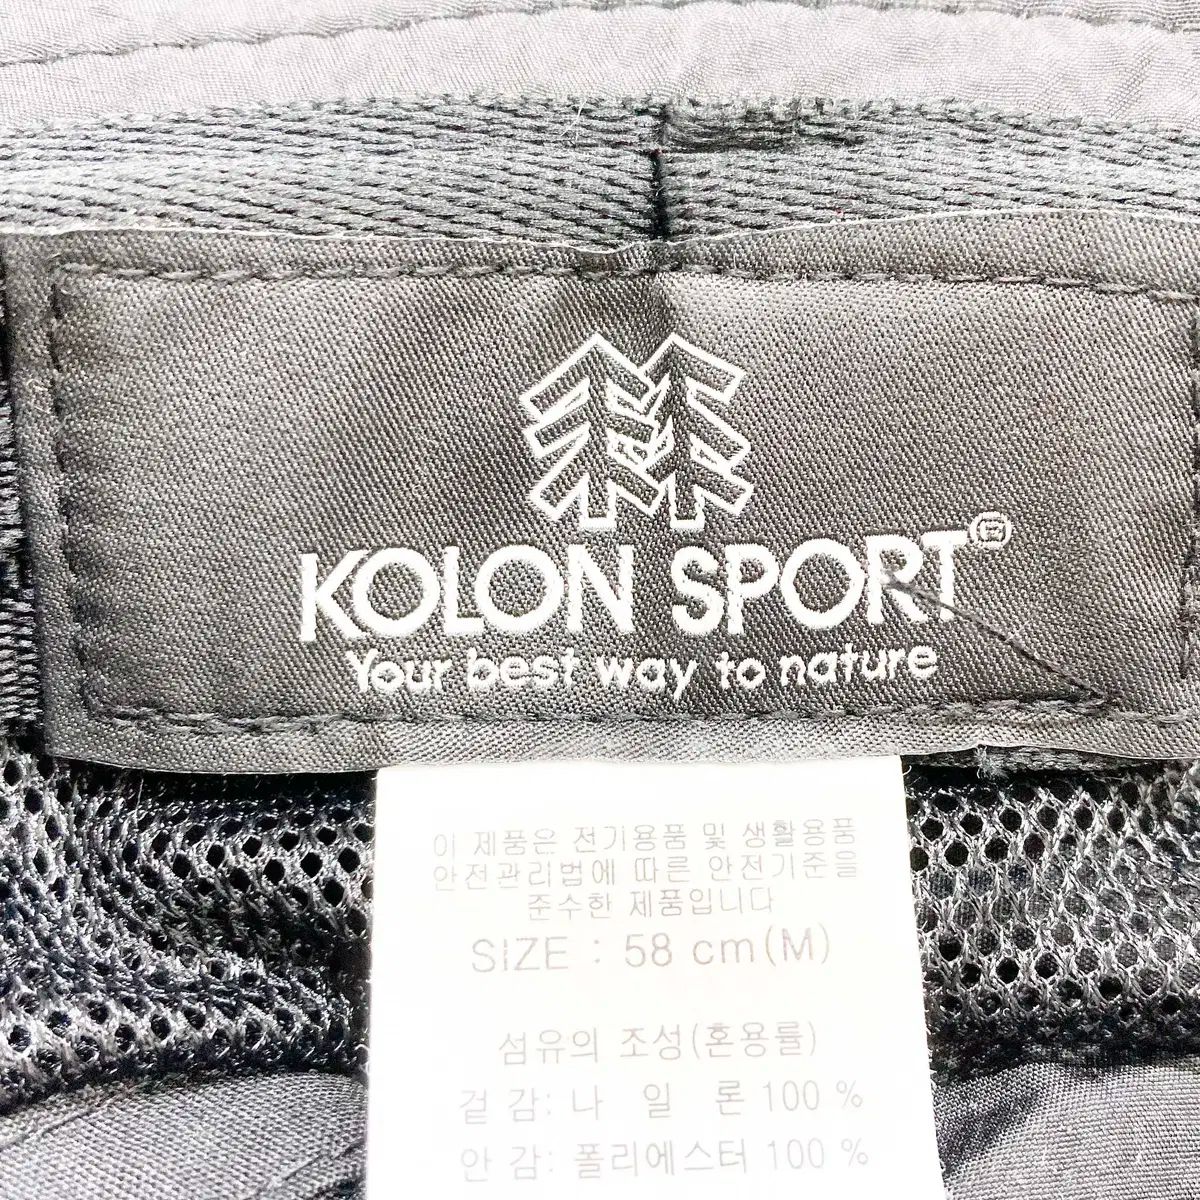 KOLON SPORT®
Your best way to nature
이 제품은 전기용품 및 생활용품
안전관리법에 따른 안전기준을
준수한 제품입니다
SIZE : 58 cm(M)
섬유의 조성(혼용률)
겉 감: 나 일 론 100 %
안 감: 폴리에스터 100 %